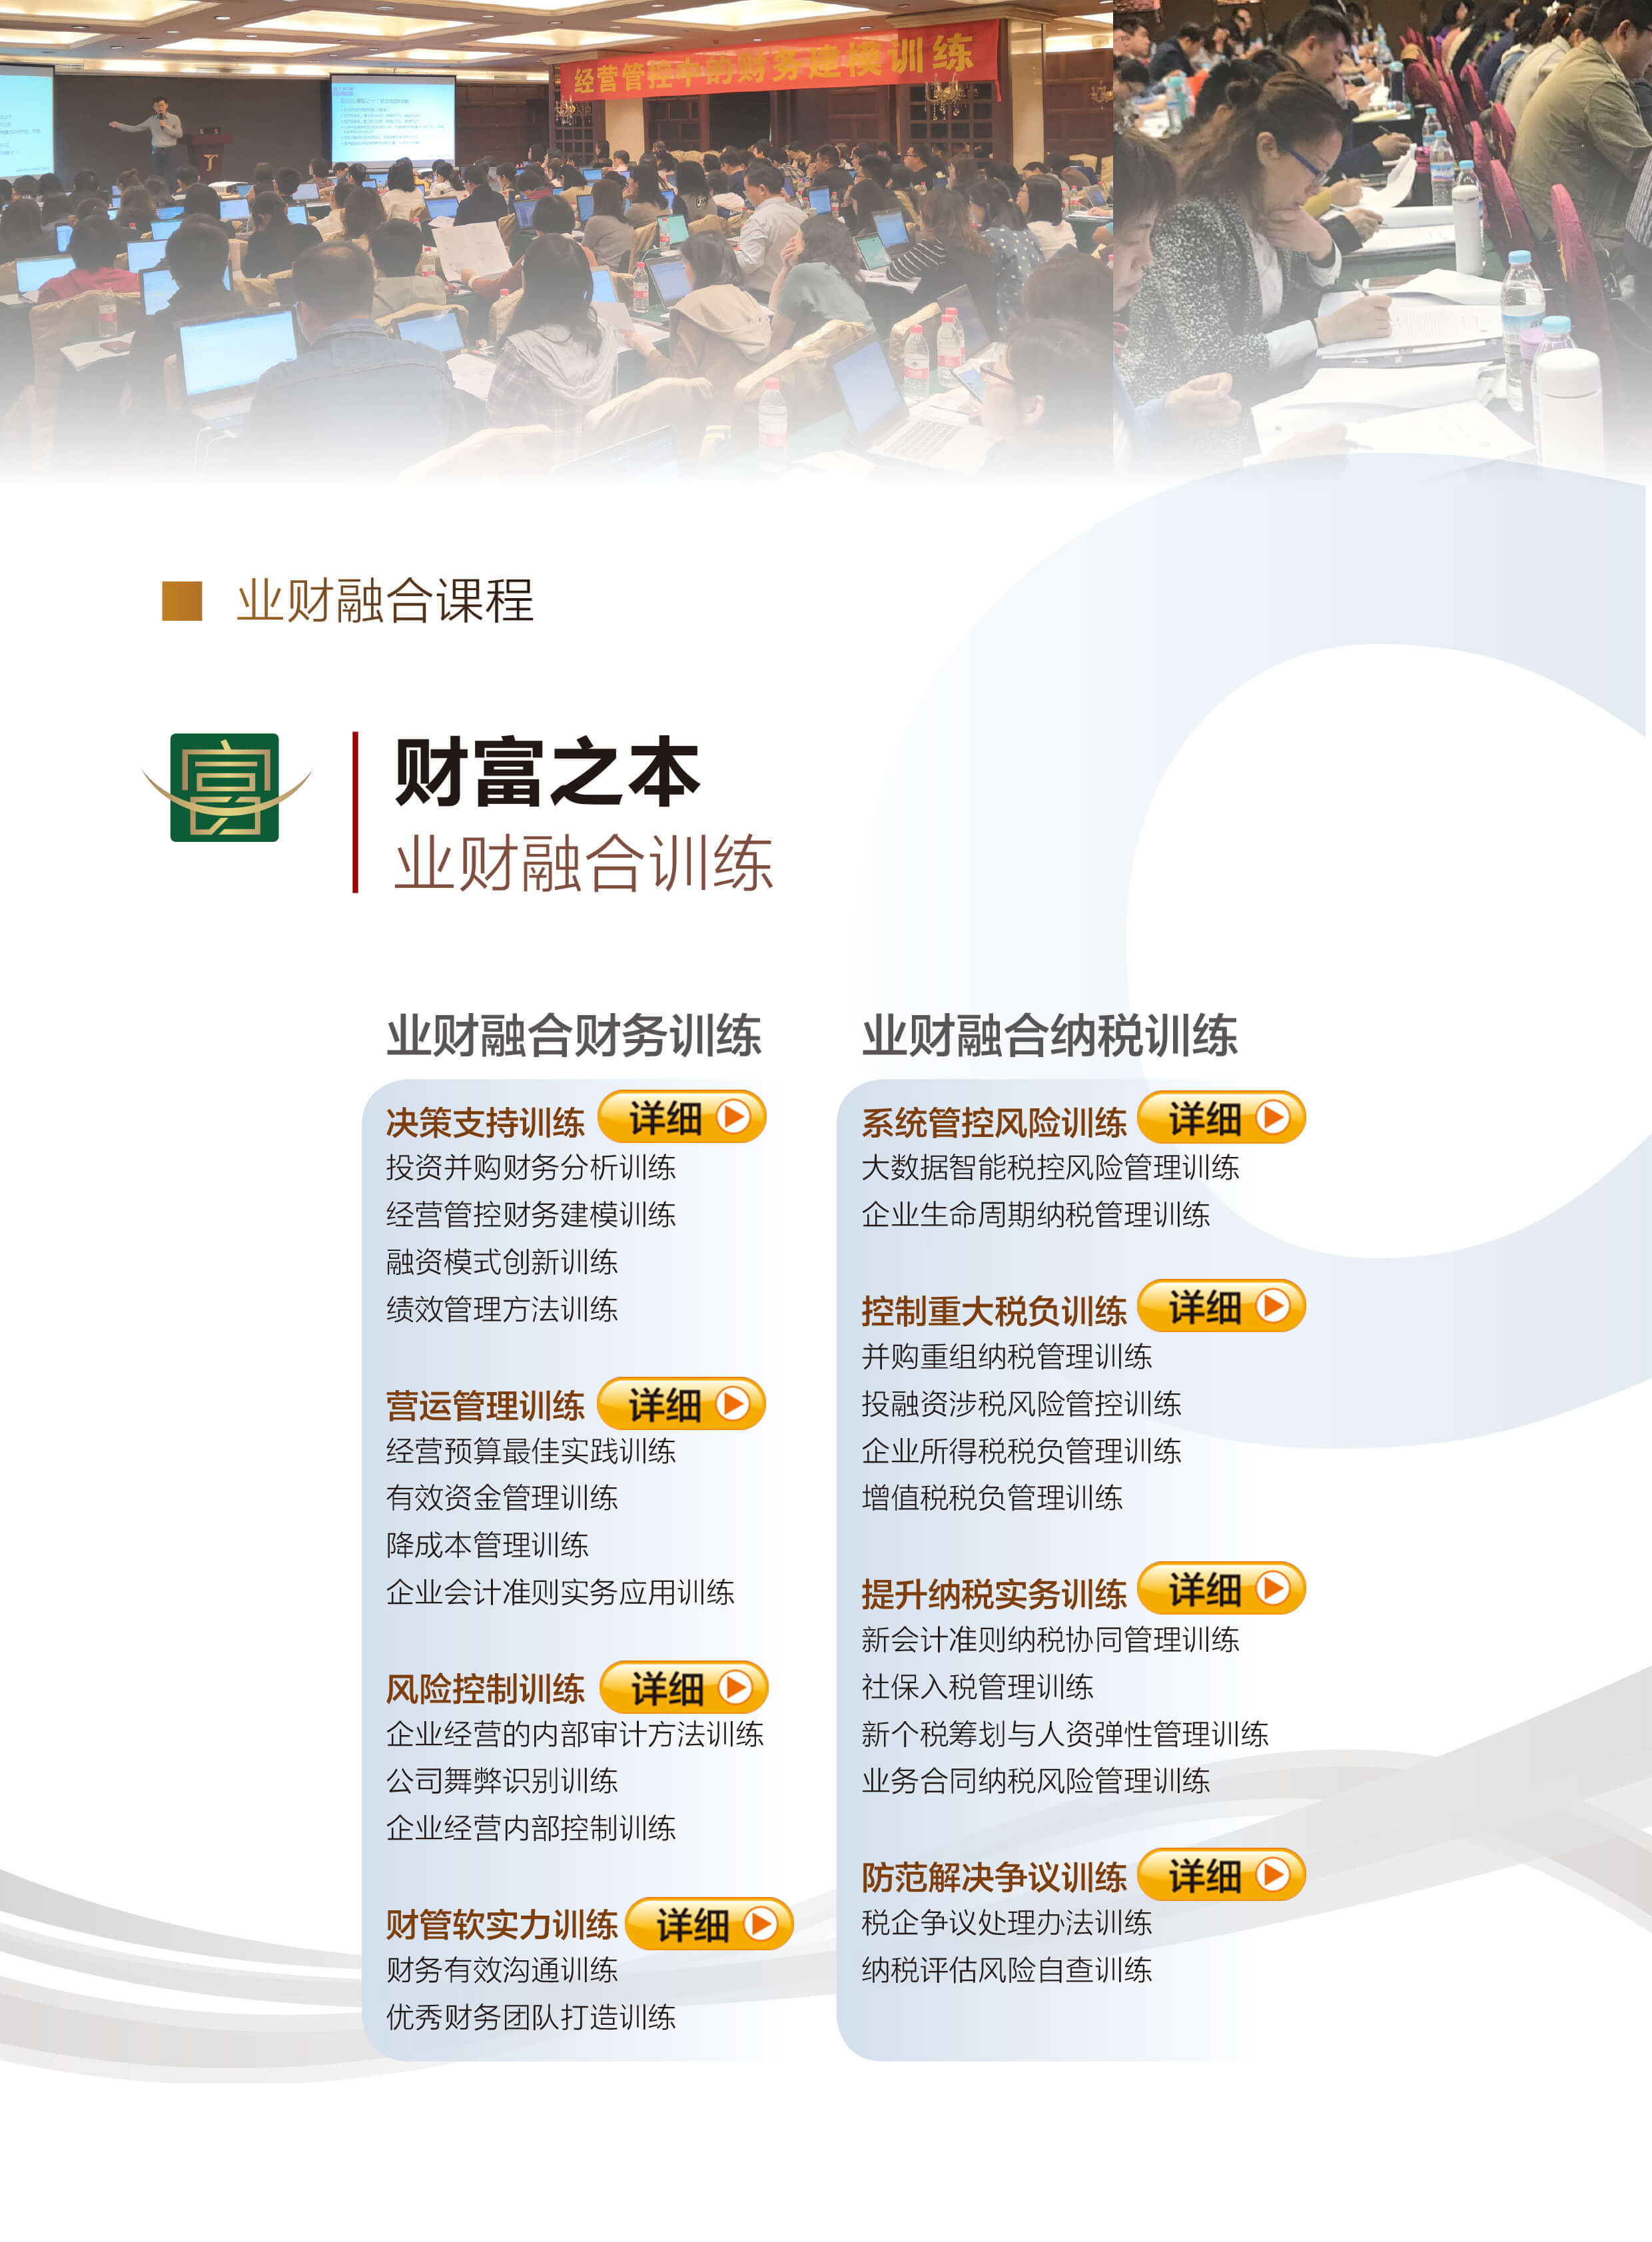 经营管控中的财务建模训练
业财融合课程
财富之本
业财融合训练
业财融合财务训练
决策支持训练 详细
投资并购财务分析训练
经营管控财务建模训练
融资模式创新训练
绩效管理方法训练
营运管理训练 详细
经营预算最佳实践训练
有效资金管理训练
降成本管理训练
企业会计准则实务应用训练
风险控制训练 详细
企业经营的内部审计方法训练
公司舞弊识别训练
企业经营内部控制训练
财管软实力训练 详细
财务有效沟通训练
优秀财务团队打造训练
业财融合纳税训练
系统管控风险训练 详细
大数据智能税控风险管理训练
企业生命周期纳税管理训练
控制重大税负训练 详细
并购重组纳税管理训练
投融资涉税风险管控训练
企业所得税税负管理训练
增值税税负管理训练
提升纳税实务训练 详细
新会计准则纳税协同管理训练
社保入税管理训练
新个税筹划与人资弹性管理训练
业务合同纳税风险管理训练
防范解决争议训练 详细
税企争议处理办法训练
纳税评估风险自查训练